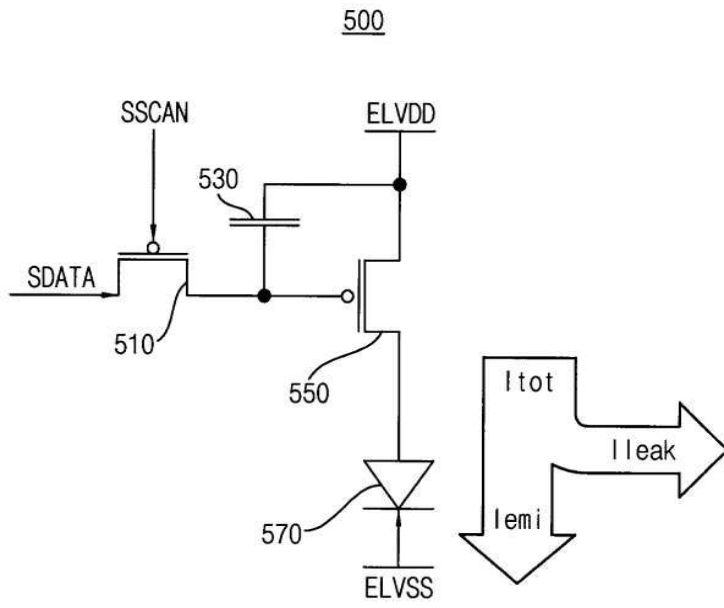 500
SSCAN
ELVDD
530
SDATA
510
550
Itot
Ileak
570
Iemi
ELVSS